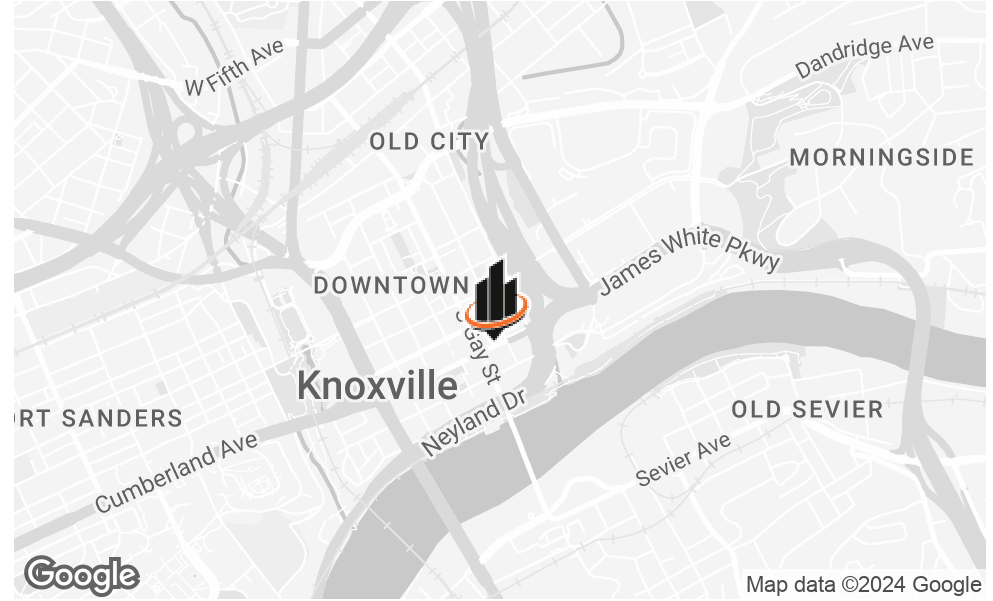 W Fifth Ave
Dandridge Ave
OLD CITY
MORNINGSIDE
James White Pkwy
DOWNTOWN
Gay St
Knoxville
Neyland Dr
ORT SANDERS
OLD SEVIER
Cumberland Ave
Sevier Ave
Google
Map data ©2024 Google